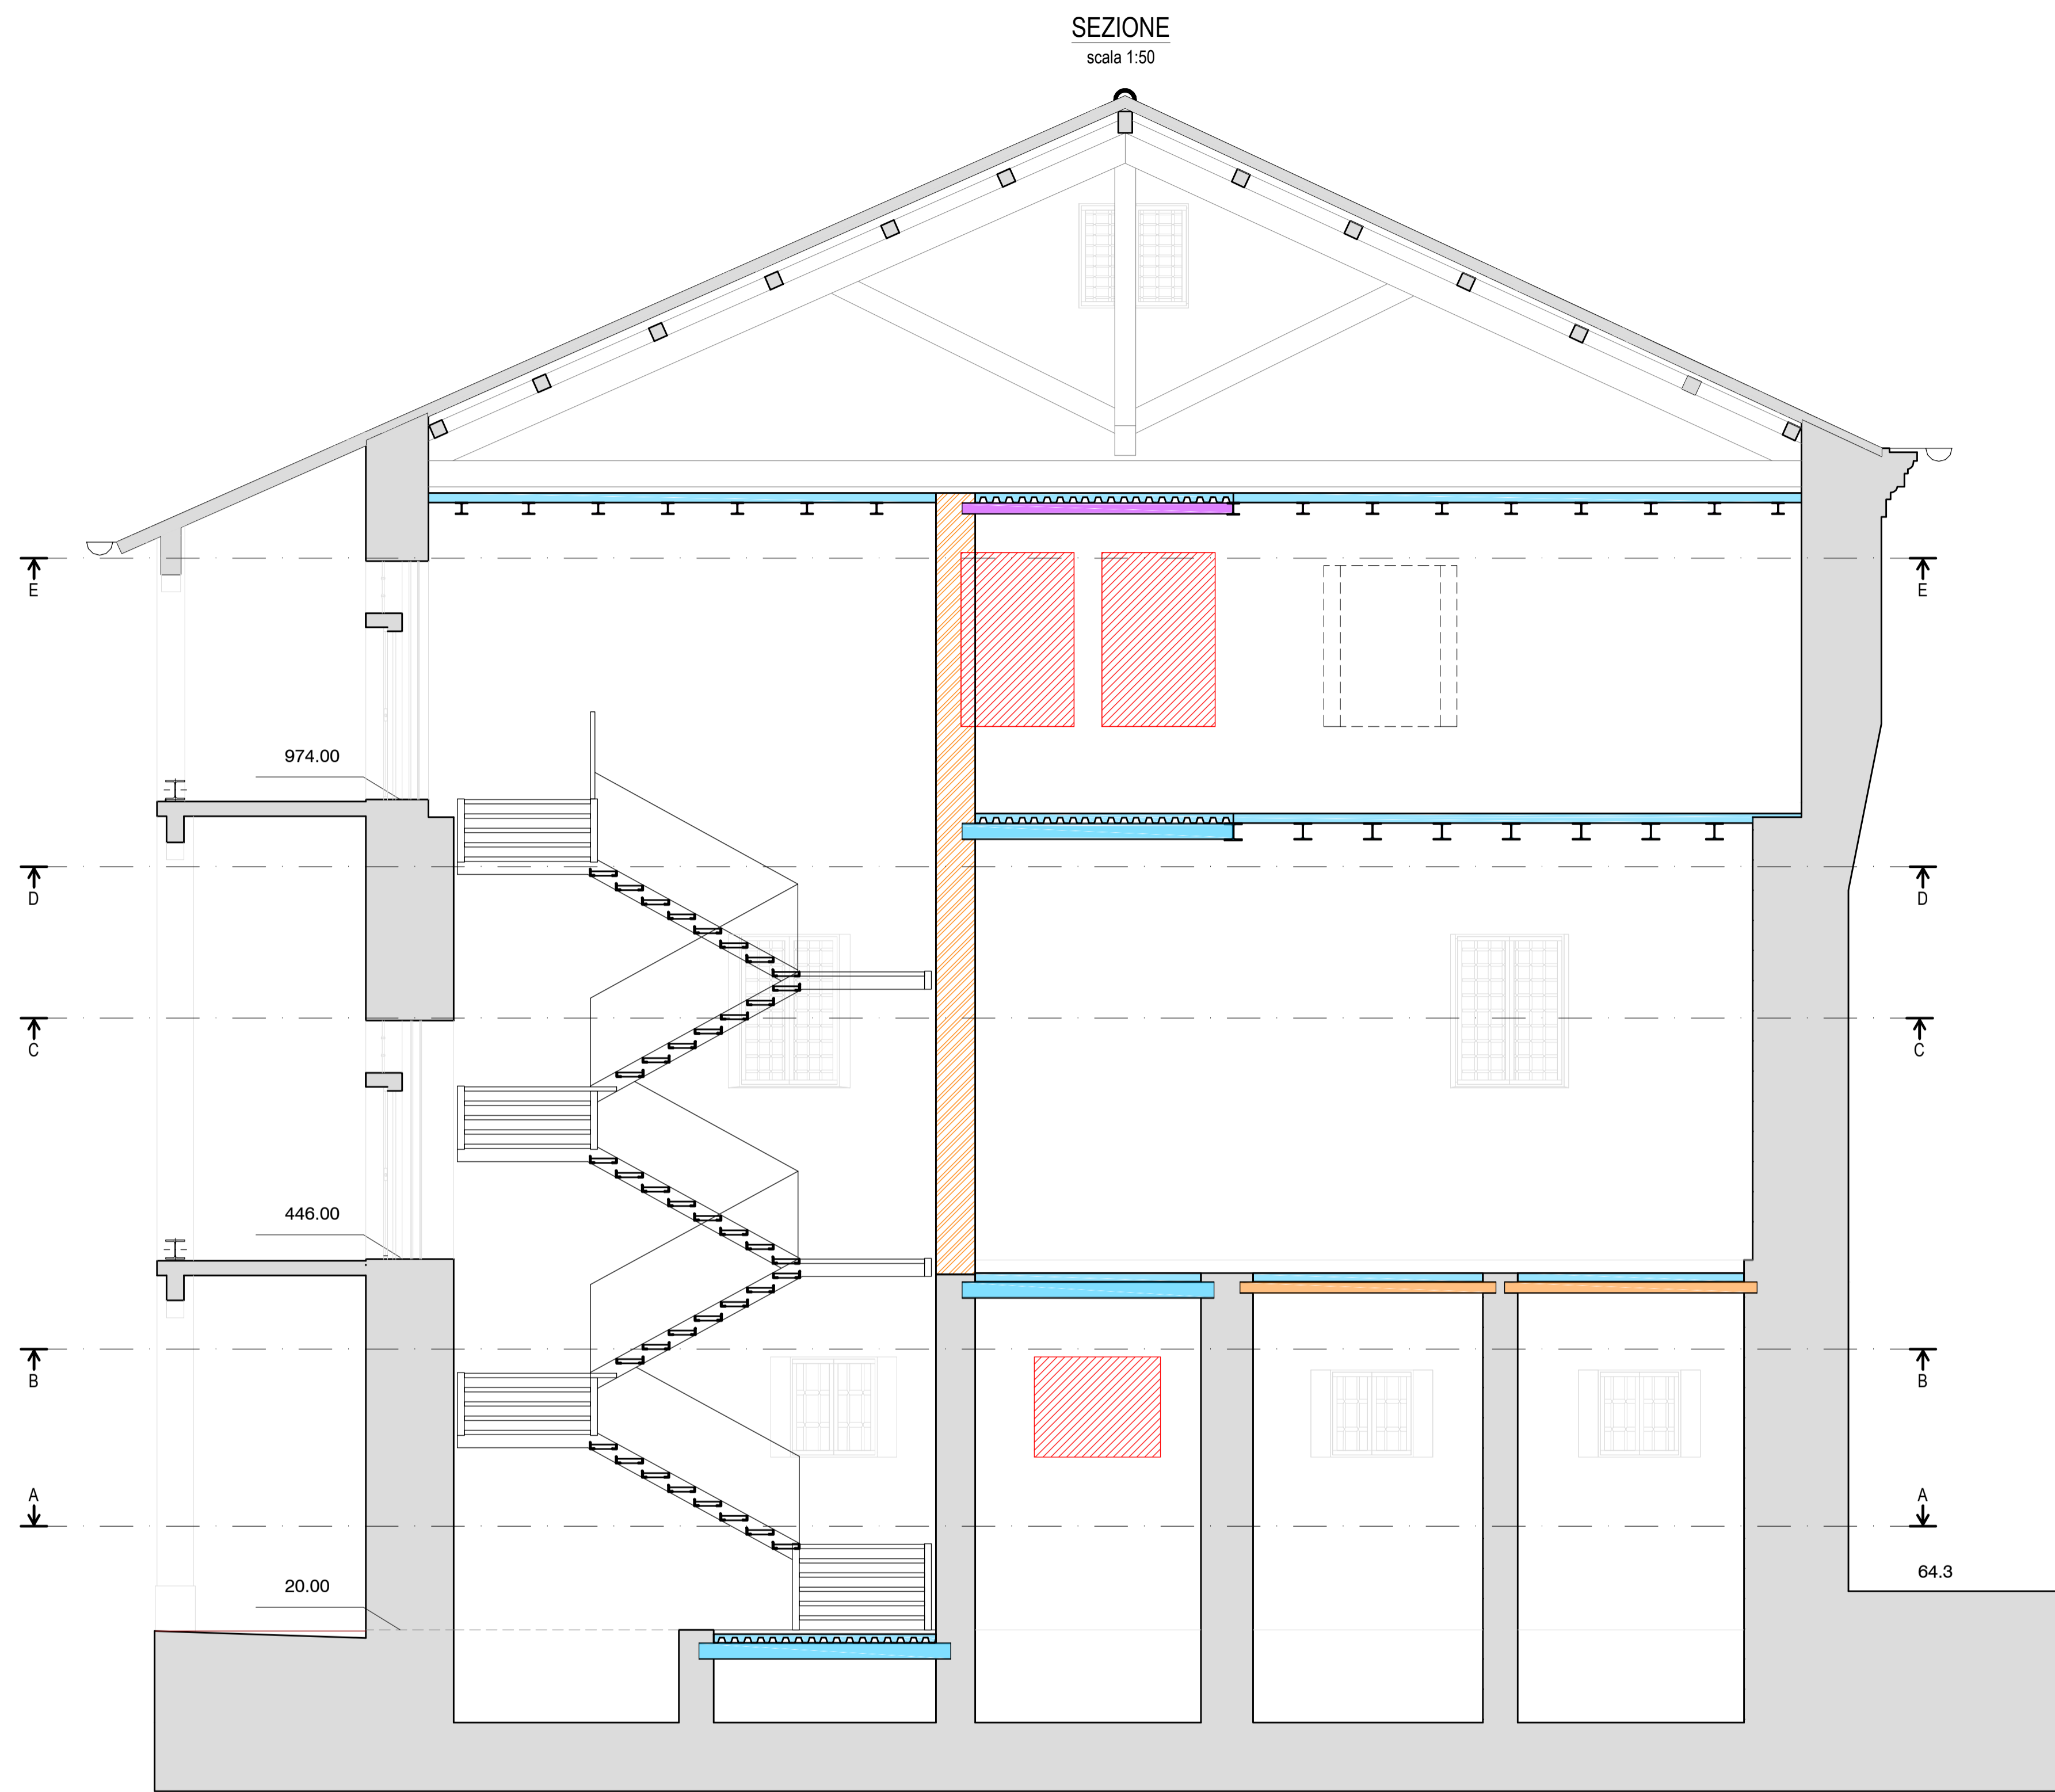 SEZIONE
scala 1:50
E E
974.00
D D
C C
446.00
B B
A A
20.00 64.3